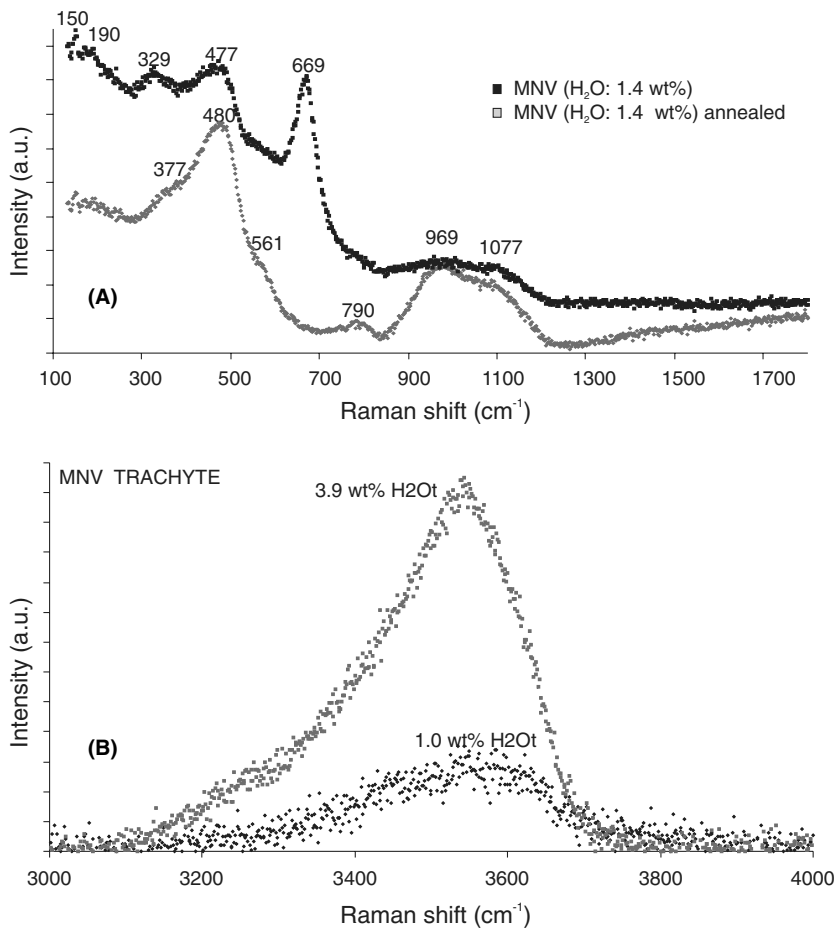 150
190
329
477
669
MNV (H₂O: 1.4 wt%)
MNV (H₂O: 1.4 wt%) annealed
480
377
561
790
969
1077
Intensity (a.u.)
(A)
100 300 500 700 900 1100 1300 1500 1700
Raman shift (cm⁻¹)
MNV TRACHYTE
3.9 wt% H2Ot
1.0 wt% H2Ot
Intensity (a.u.)
(B)
3000 3200 3400 3600 3800 4000
Raman shift (cm⁻¹)